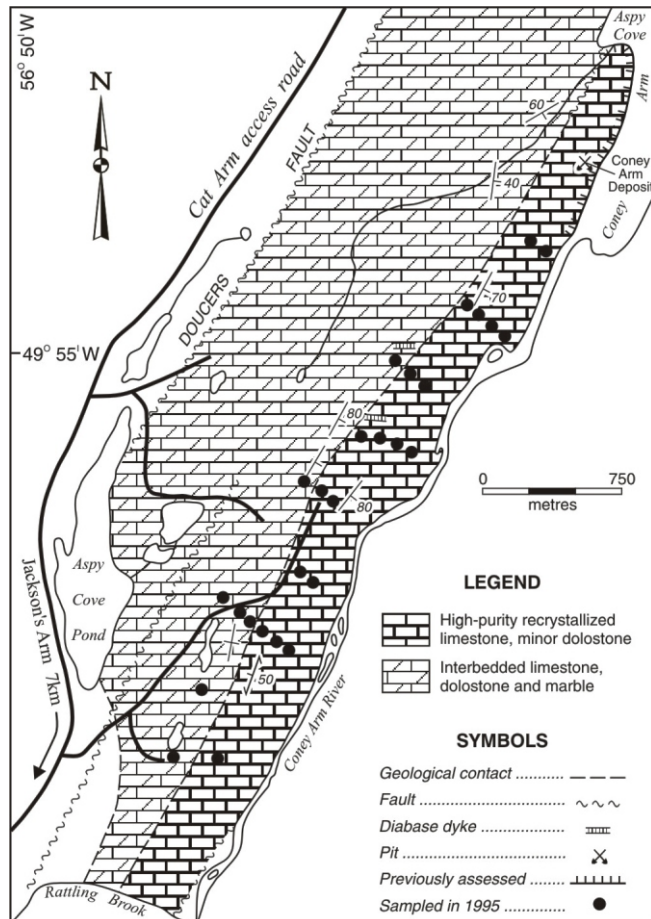 56° 50' W
N
Cat Arm access road
DOUCERS FAULT
Aspy
Cove
Arm
Coney
60
40
Coney
Arm
Deposit
70
49° 55' W
80
80
0 750
metres
Aspy
Cove
Pond
Jackson's Arm 7km
50
Coney Arm River
Rattling Brook
LEGEND
High-purity recrystallized
limestone, minor dolostone
Interbedded limestone,
dolostone and marble
SYMBOLS
Geological contact ..........
Fault ..............................
Diabase dyke ................
Pit ..................................
Previously assessed ......
Sampled in 1995 ............